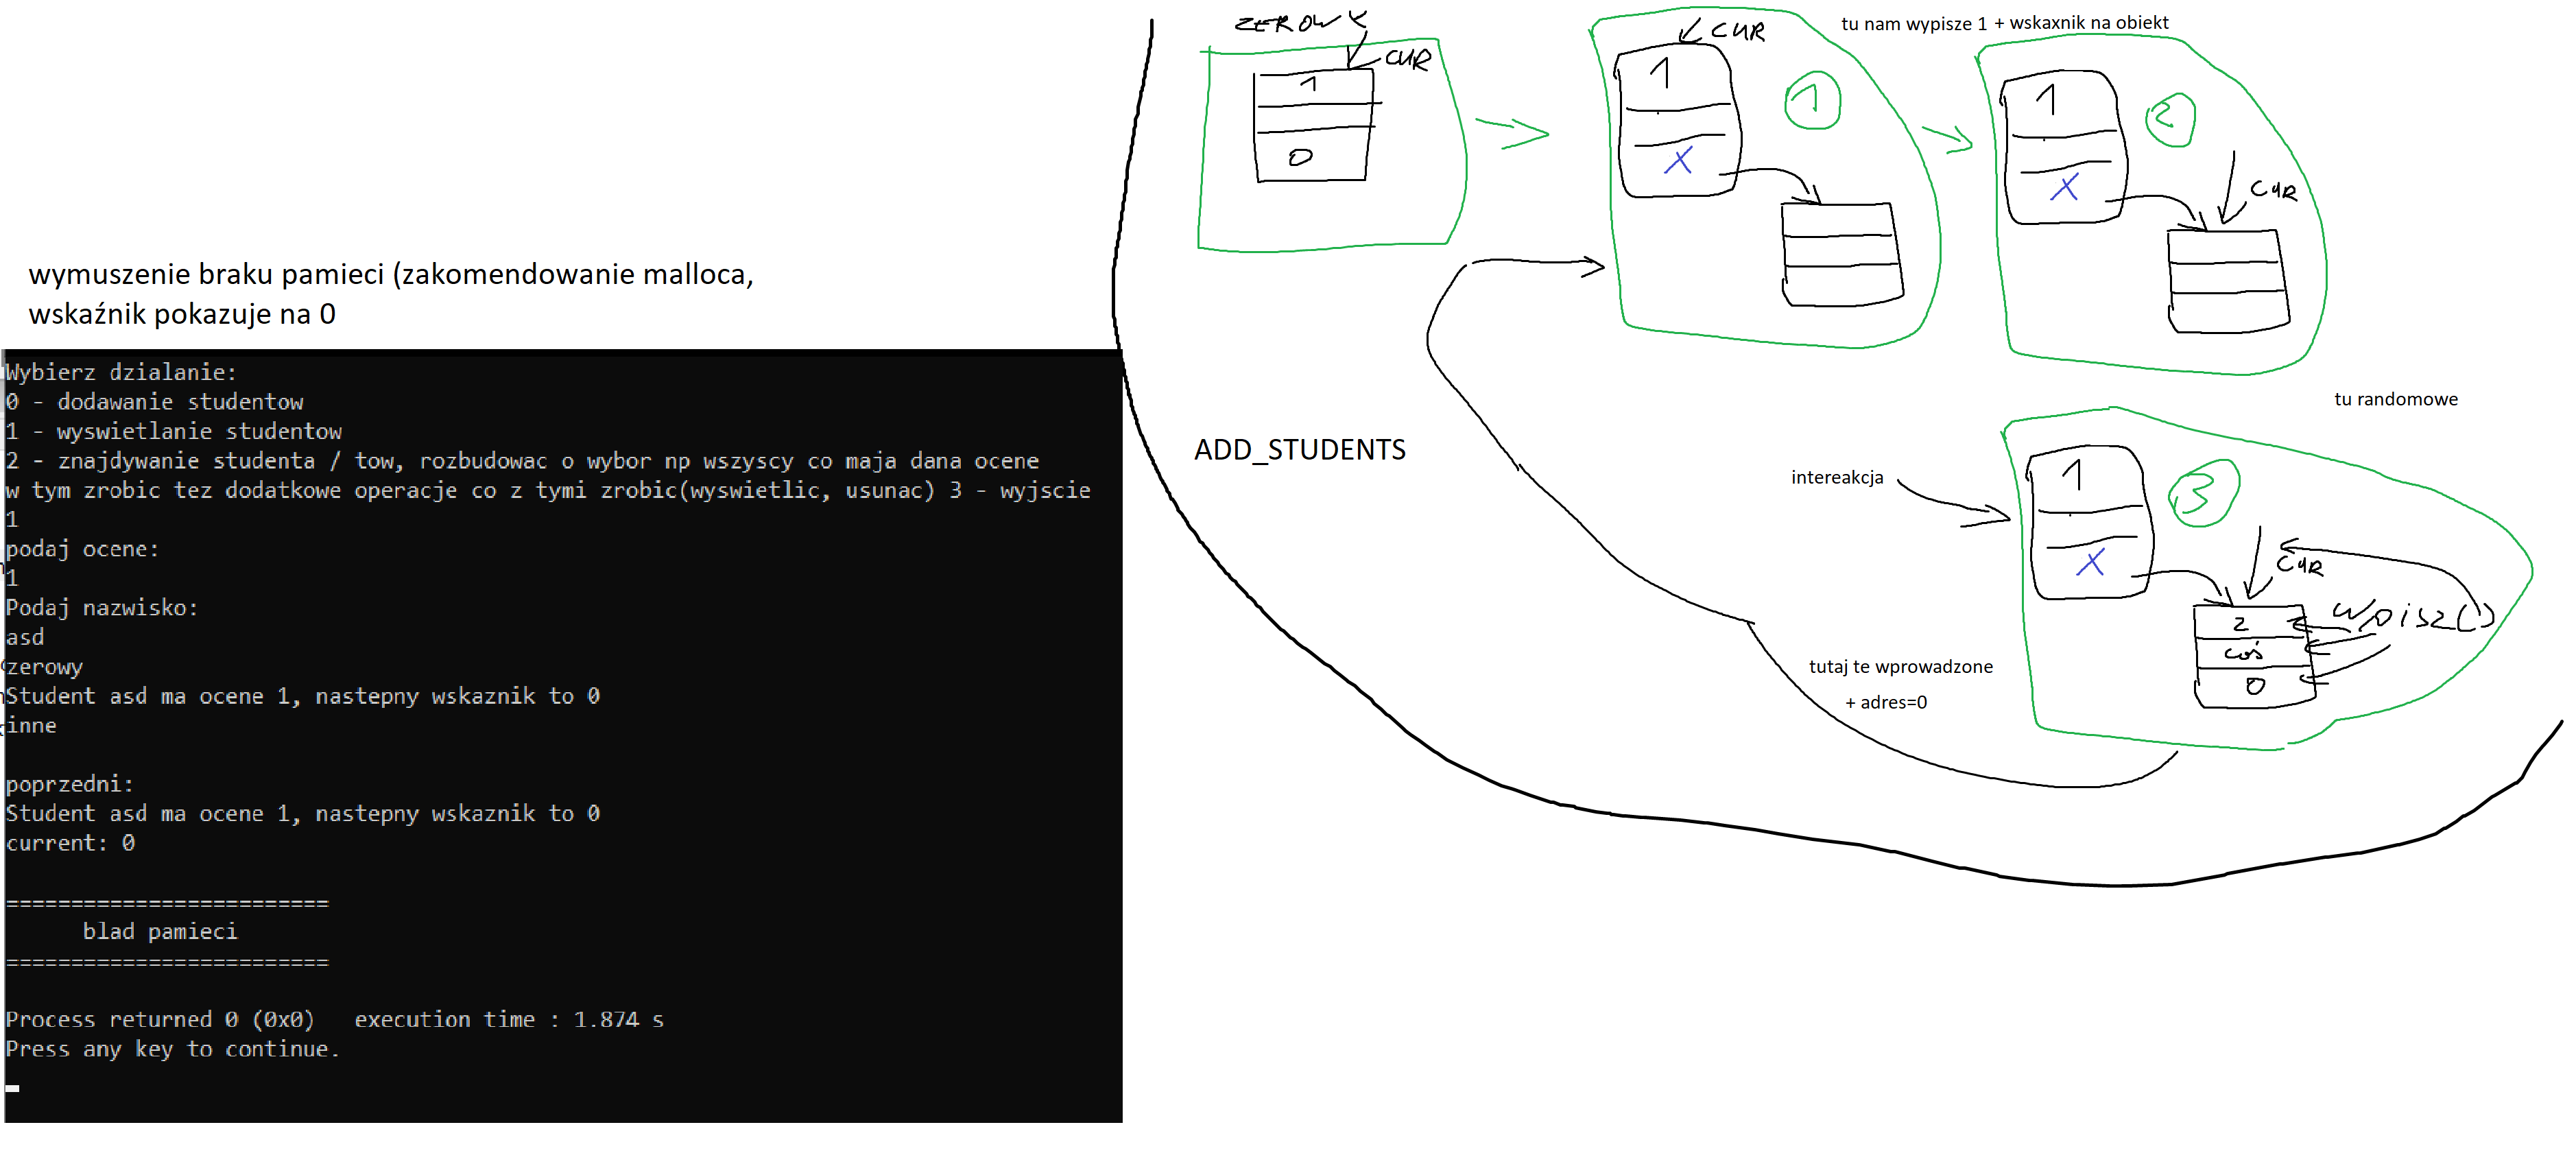 wymuszenie braku pamieci (zakomendowanie malloca,
wskaźnik pokazuje na 0
Wybierz dzialanie:
0 - dodawanie studentow
1 - wyswietlanie studentow
2 - znajdywanie studenta / tow, rozbudowac o wybor np wszyscy co maja dana ocene
w tym zrobic tez dodatkowe operacje co z tymi zrobic(wyswietlic, usunac) 3 - wyjscie
1
podaj ocene:
1
Podaj nazwisko:
asd
zerowy
Student asd ma ocene 1, nastepny wskaznik to 0
inne
poprzedni:
Student asd ma ocene 1, nastepny wskaznik to 0
current: 0
=========================
blad pamieci
=========================
Process returned 0 (0x0)   execution time : 1.874 s
Press any key to continue.
ZEROWY
CUR
1
0
CUR
1
X
1
tu nam wypisze 1 + wskaxnik na obiekt
1
X
2
CUR
ADD_STUDENTS
tu randomowe
intereakcja
1
X
3
CUR
wpisz()
2
coś
0
tutaj te wprowadzone
+ adres=0